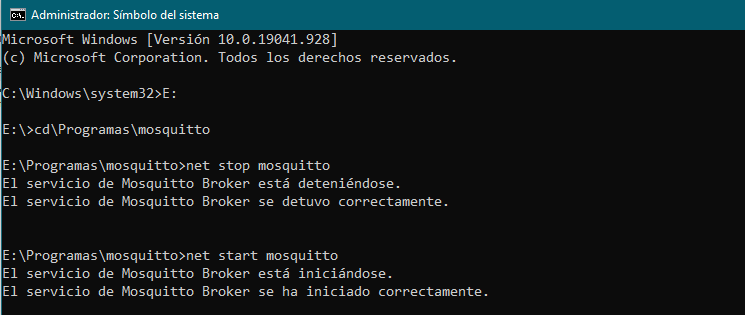 Administrador: Símbolo del sistema
Microsoft Windows [Versión 10.0.19041.928]
(c) Microsoft Corporation. Todos los derechos reservados.
C:\Windows\system32>E:
E:\>cd\Programas\mosquitto
E:\Programas\mosquitto>net stop mosquitto
El servicio de Mosquitto Broker está deteniéndose.
El servicio de Mosquitto Broker se detuvo correctamente.
E:\Programas\mosquitto>net start mosquitto
El servicio de Mosquitto Broker está iniciándose.
El servicio de Mosquitto Broker se ha iniciado correctamente.